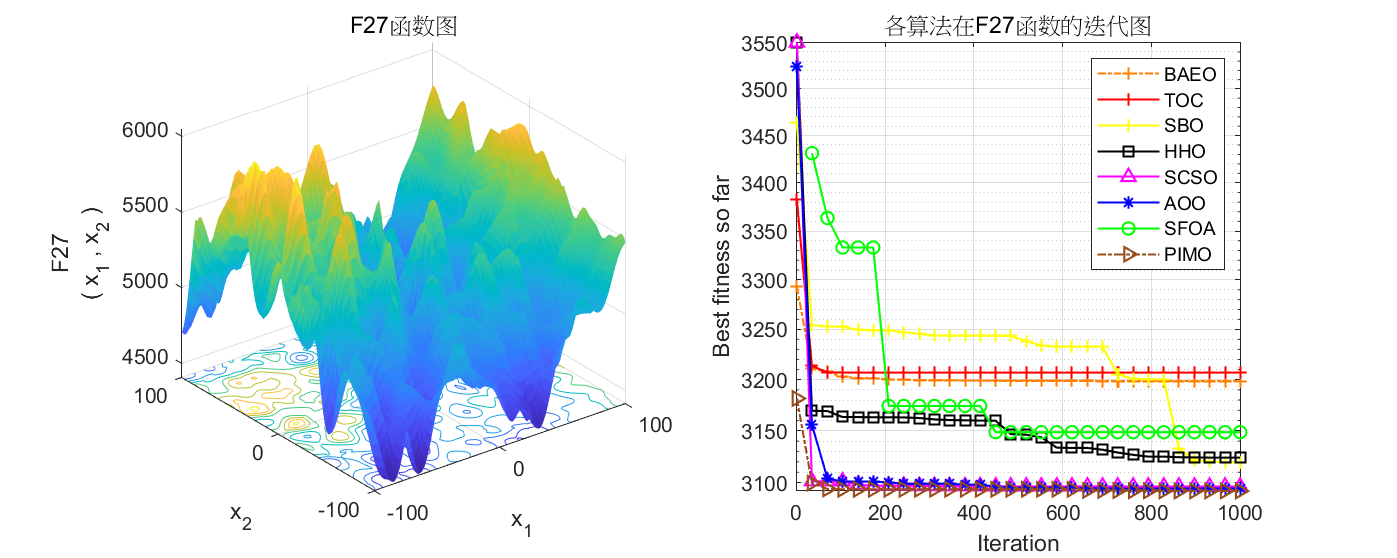 F27函数图
F27
( x1 , x2 )
6000
5500
5000
4500
100
0
-100
x2
-100
0
100
x1
各算法在F27函数的迭代图
Best fitness so far
3550
3500
3450
3400
3350
3300
3250
3200
3150
3100
0 200 400 600 800 1000
Iteration
BAEO
TOC
SBO
HHO
SCSO
AOO
SFOA
PIMO